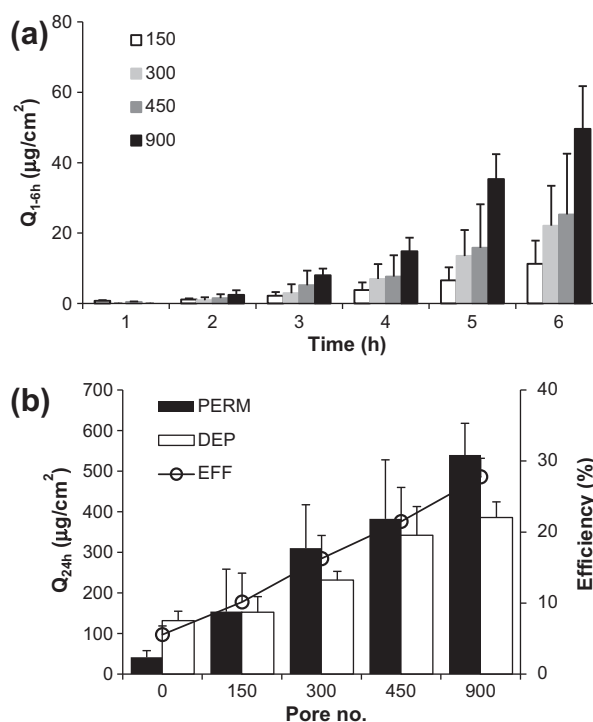 (a)
80
60
40
20
0
Q1-6h (µg/cm²)
150
300
450
900
1 2 3 4 5 6
Time (h)
(b)
700
600
500
400
300
200
100
0
Q24h (µg/cm²)
PERM
DEP
EFF
40
30
20
10
0
Efficiency (%)
0 150 300 450 900
Pore no.